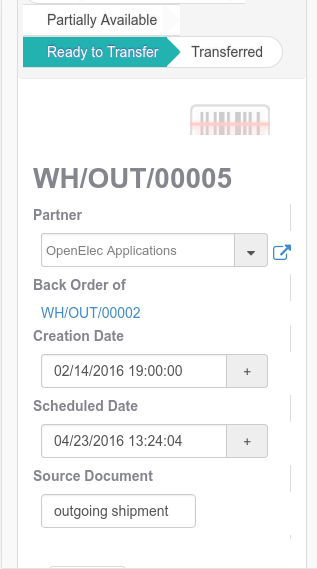 Partially Available
Ready to Transfer
Transferred
WH/OUT/00005
Partner
OpenElec Applications
Back Order of
WH/OUT/00002
Creation Date
02/14/2016 19:00:00
+
Scheduled Date
04/23/2016 13:24:04
+
Source Document
outgoing shipment